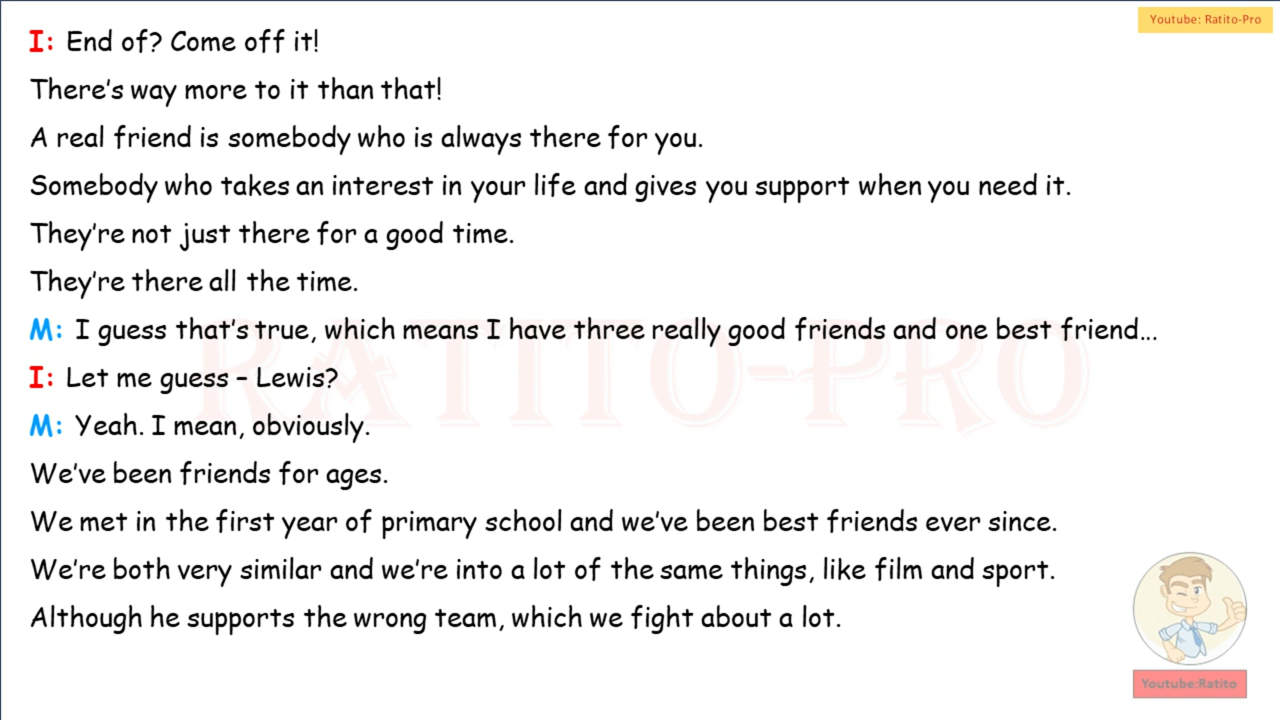 Youtube: Ratito-Pro
I: End of? Come off it!
There's way more to it than that!
A real friend is somebody who is always there for you.
Somebody who takes an interest in your life and gives you support when you need it.
They're not just there for a good time.
They're there all the time.
M: I guess that's true, which means I have three really good friends and one best friend...
RATITO-PRO
I: Let me guess – Lewis?
M: Yeah. I mean, obviously.
We've been friends for ages.
We met in the first year of primary school and we've been best friends ever since.
We're both very similar and we're into a lot of the same things, like film and sport.
Although he supports the wrong team, which we fight about a lot.
Youtube:Ratito